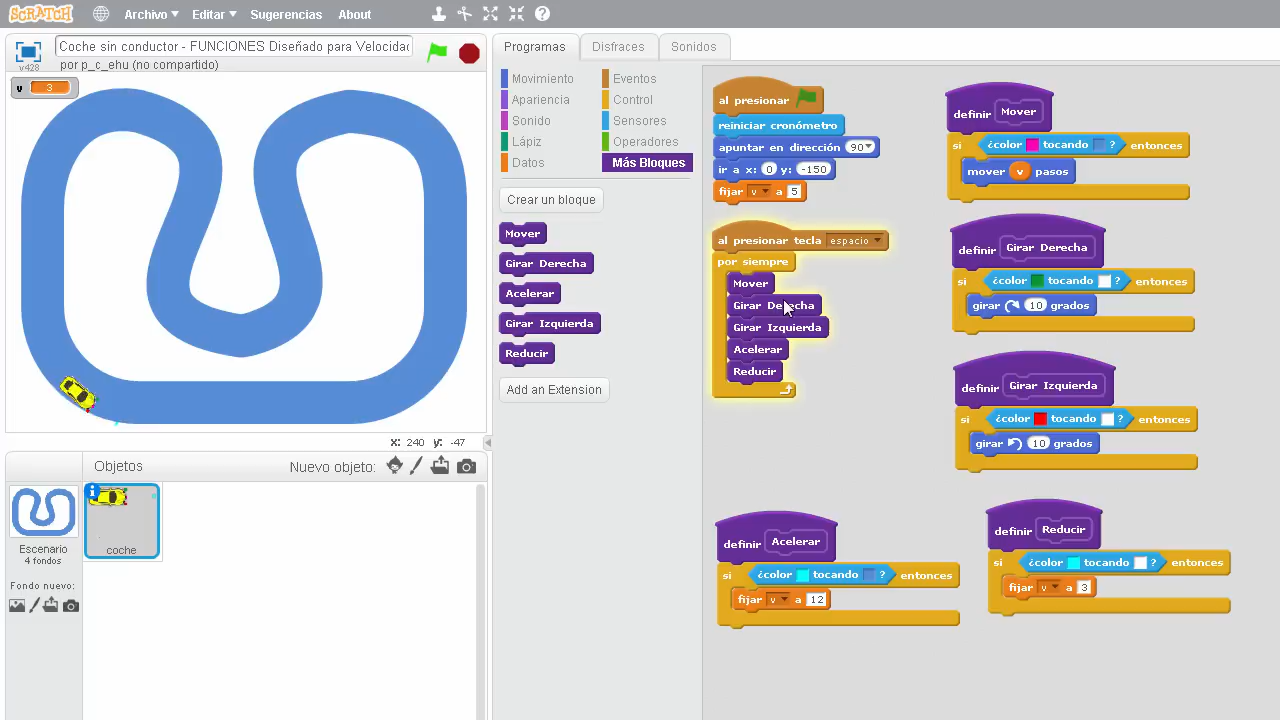 SCRATCH Archivo Editar Sugerencias About
v428
Coche sin conductor - FUNCIONES Diseñado para Velocidad
por p_c_ehu (no compartido)
v 3
x: 240 y: -47
Objetos Nuevo objeto:
Escenario
4 fondos
Fondo nuevo:
coche
Programas Disfraces Sonidos
Movimiento Eventos
Apariencia Control
Sonido Sensores
Lápiz Operadores
Datos Más Bloques
Crear un bloque
Mover
Girar Derecha
Acelerar
Girar Izquierda
Reducir
Add an Extension
al presionar
reiniciar cronómetro
apuntar en dirección 90
ir a x: 0 y: -150
fijar v a 5
al presionar tecla espacio
por siempre
Mover
Girar Derecha
Girar Izquierda
Acelerar
Reducir
definir Mover
si ¿color tocando ? entonces
mover v pasos
definir Girar Derecha
si ¿color tocando ? entonces
girar 10 grados
definir Girar Izquierda
si ¿color tocando ? entonces
girar 10 grados
definir Acelerar
si ¿color tocando ? entonces
fijar v a 12
definir Reducir
si ¿color tocando ? entonces
fijar v a 3